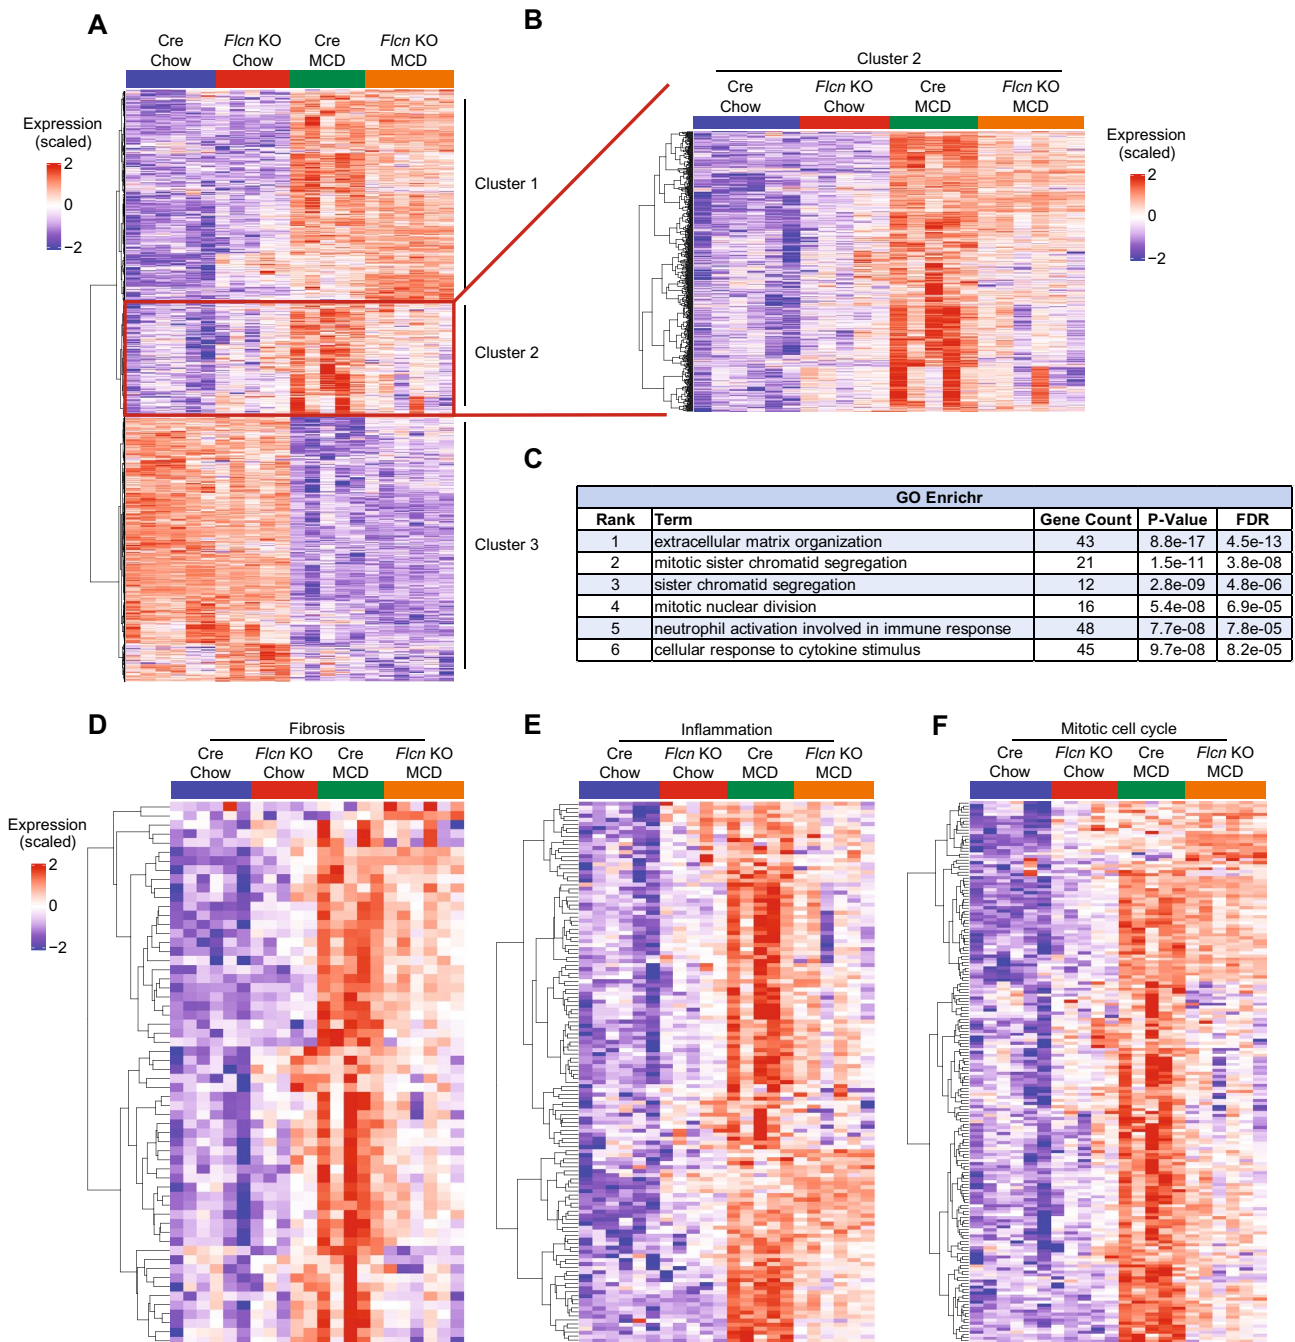 A
Cre Chow
Flcn KO Chow
Cre MCD
Flcn KO MCD
Expression (scaled)
2
0
−2
Cluster 1
Cluster 2
Cluster 3
B
Cluster 2
Cre Chow
Flcn KO Chow
Cre MCD
Flcn KO MCD
Expression (scaled)
2
0
−2
C
GO Enrichr
Rank Term Gene Count P-Value FDR
1 extracellular matrix organization 43 8.8e-17 4.5e-13
2 mitotic sister chromatid segregation 21 1.5e-11 3.8e-08
3 sister chromatid segregation 12 2.8e-09 4.8e-06
4 mitotic nuclear division 16 5.4e-08 6.9e-05
5 neutrophil activation involved in immune response 48 7.7e-08 7.8e-05
6 cellular response to cytokine stimulus 45 9.7e-08 8.2e-05
D
Fibrosis
Cre Chow
Flcn KO Chow
Cre MCD
Flcn KO MCD
Expression (scaled)
2
0
−2
E
Inflammation
Cre Chow
Flcn KO Chow
Cre MCD
Flcn KO MCD
F
Mitotic cell cycle
Cre Chow
Flcn KO Chow
Cre MCD
Flcn KO MCD